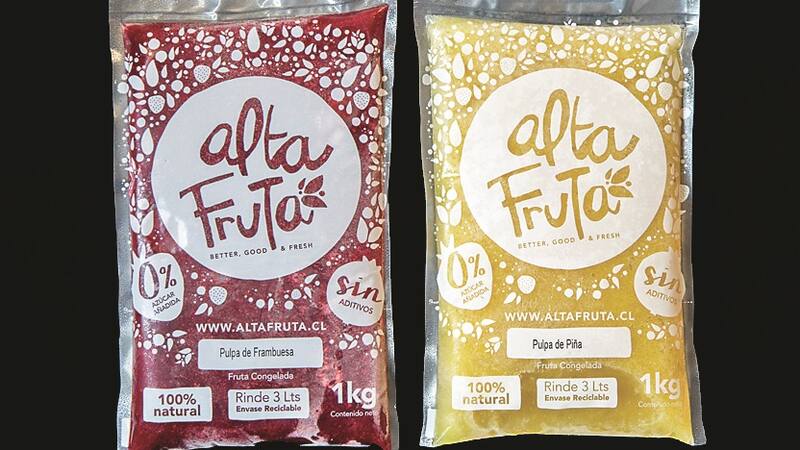 alta
FruTa
BETTER, GOOD & FRESH
0%
AZÚCAR
AÑADIDA
sin
ADITIVOS
WWW.ALTAFRUTA.CL
Pulpa de Frambuesa
Fruta Congelada
100%
natural
Rinde 3 Lts
Envase Reciclable
1kg
Contenido neto
alta
FruTa
BETTER, GOOD & FRESH
0%
AZÚCAR
AÑADIDA
sin
ADITIVOS
WWW.ALTAFRUTA.CL
Pulpa de Piña
Fruta Congelada
100%
natural
Rinde 3 Lts
Envase Reciclable
1kg
Contenido neto